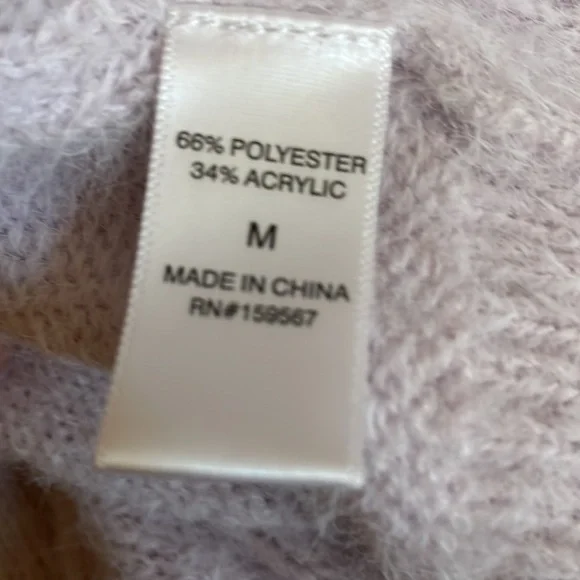 66% POLYESTER
34% ACRYLIC
M
MADE IN CHINA
RN#159567